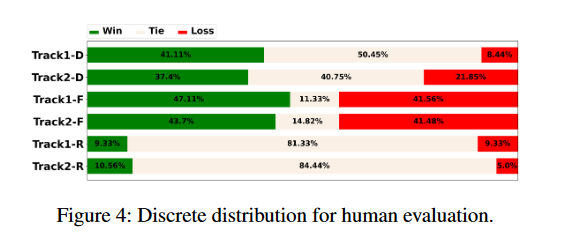 Win Tie Loss
Track1-D 41.11% 50.45% 8.44%
Track2-D 37.4% 40.75% 21.85%
Track1-F 47.11% 11.33% 41.56%
Track2-F 43.7% 14.82% 41.48%
Track1-R 9.33% 81.33% 9.33%
Track2-R 10.56% 84.44% 5.0%
Figure 4: Discrete distribution for human evaluation.